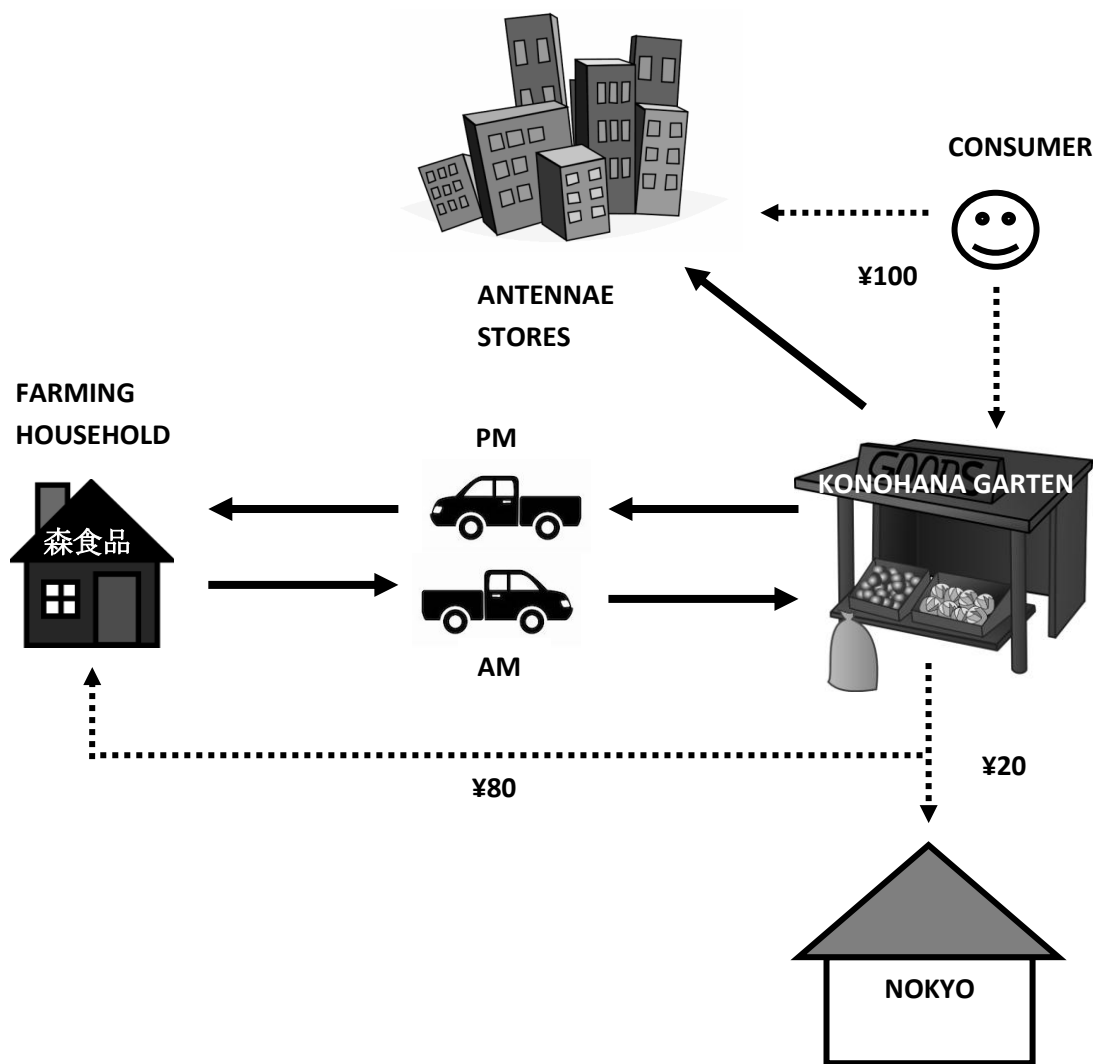 CONSUMER
¥100
ANTENNAE
STORES
FARMING
HOUSEHOLD
PM
GOODS
KONOHANA GARTEN
森食品
AM
¥20
¥80
NOKYO